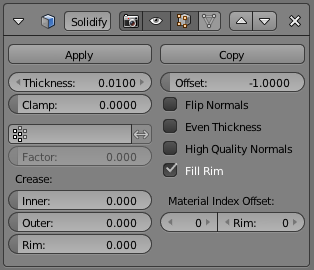 Solidify
Apply
Copy
Thickness: 0.0100
Offset: -1.0000
Clamp: 0.0000
Flip Normals
Even Thickness
High Quality Normals
Factor: 0.000
Fill Rim
Crease:
Inner: 0.000
Material Index Offset:
Outer: 0.000
0
Rim: 0
Rim: 0.000